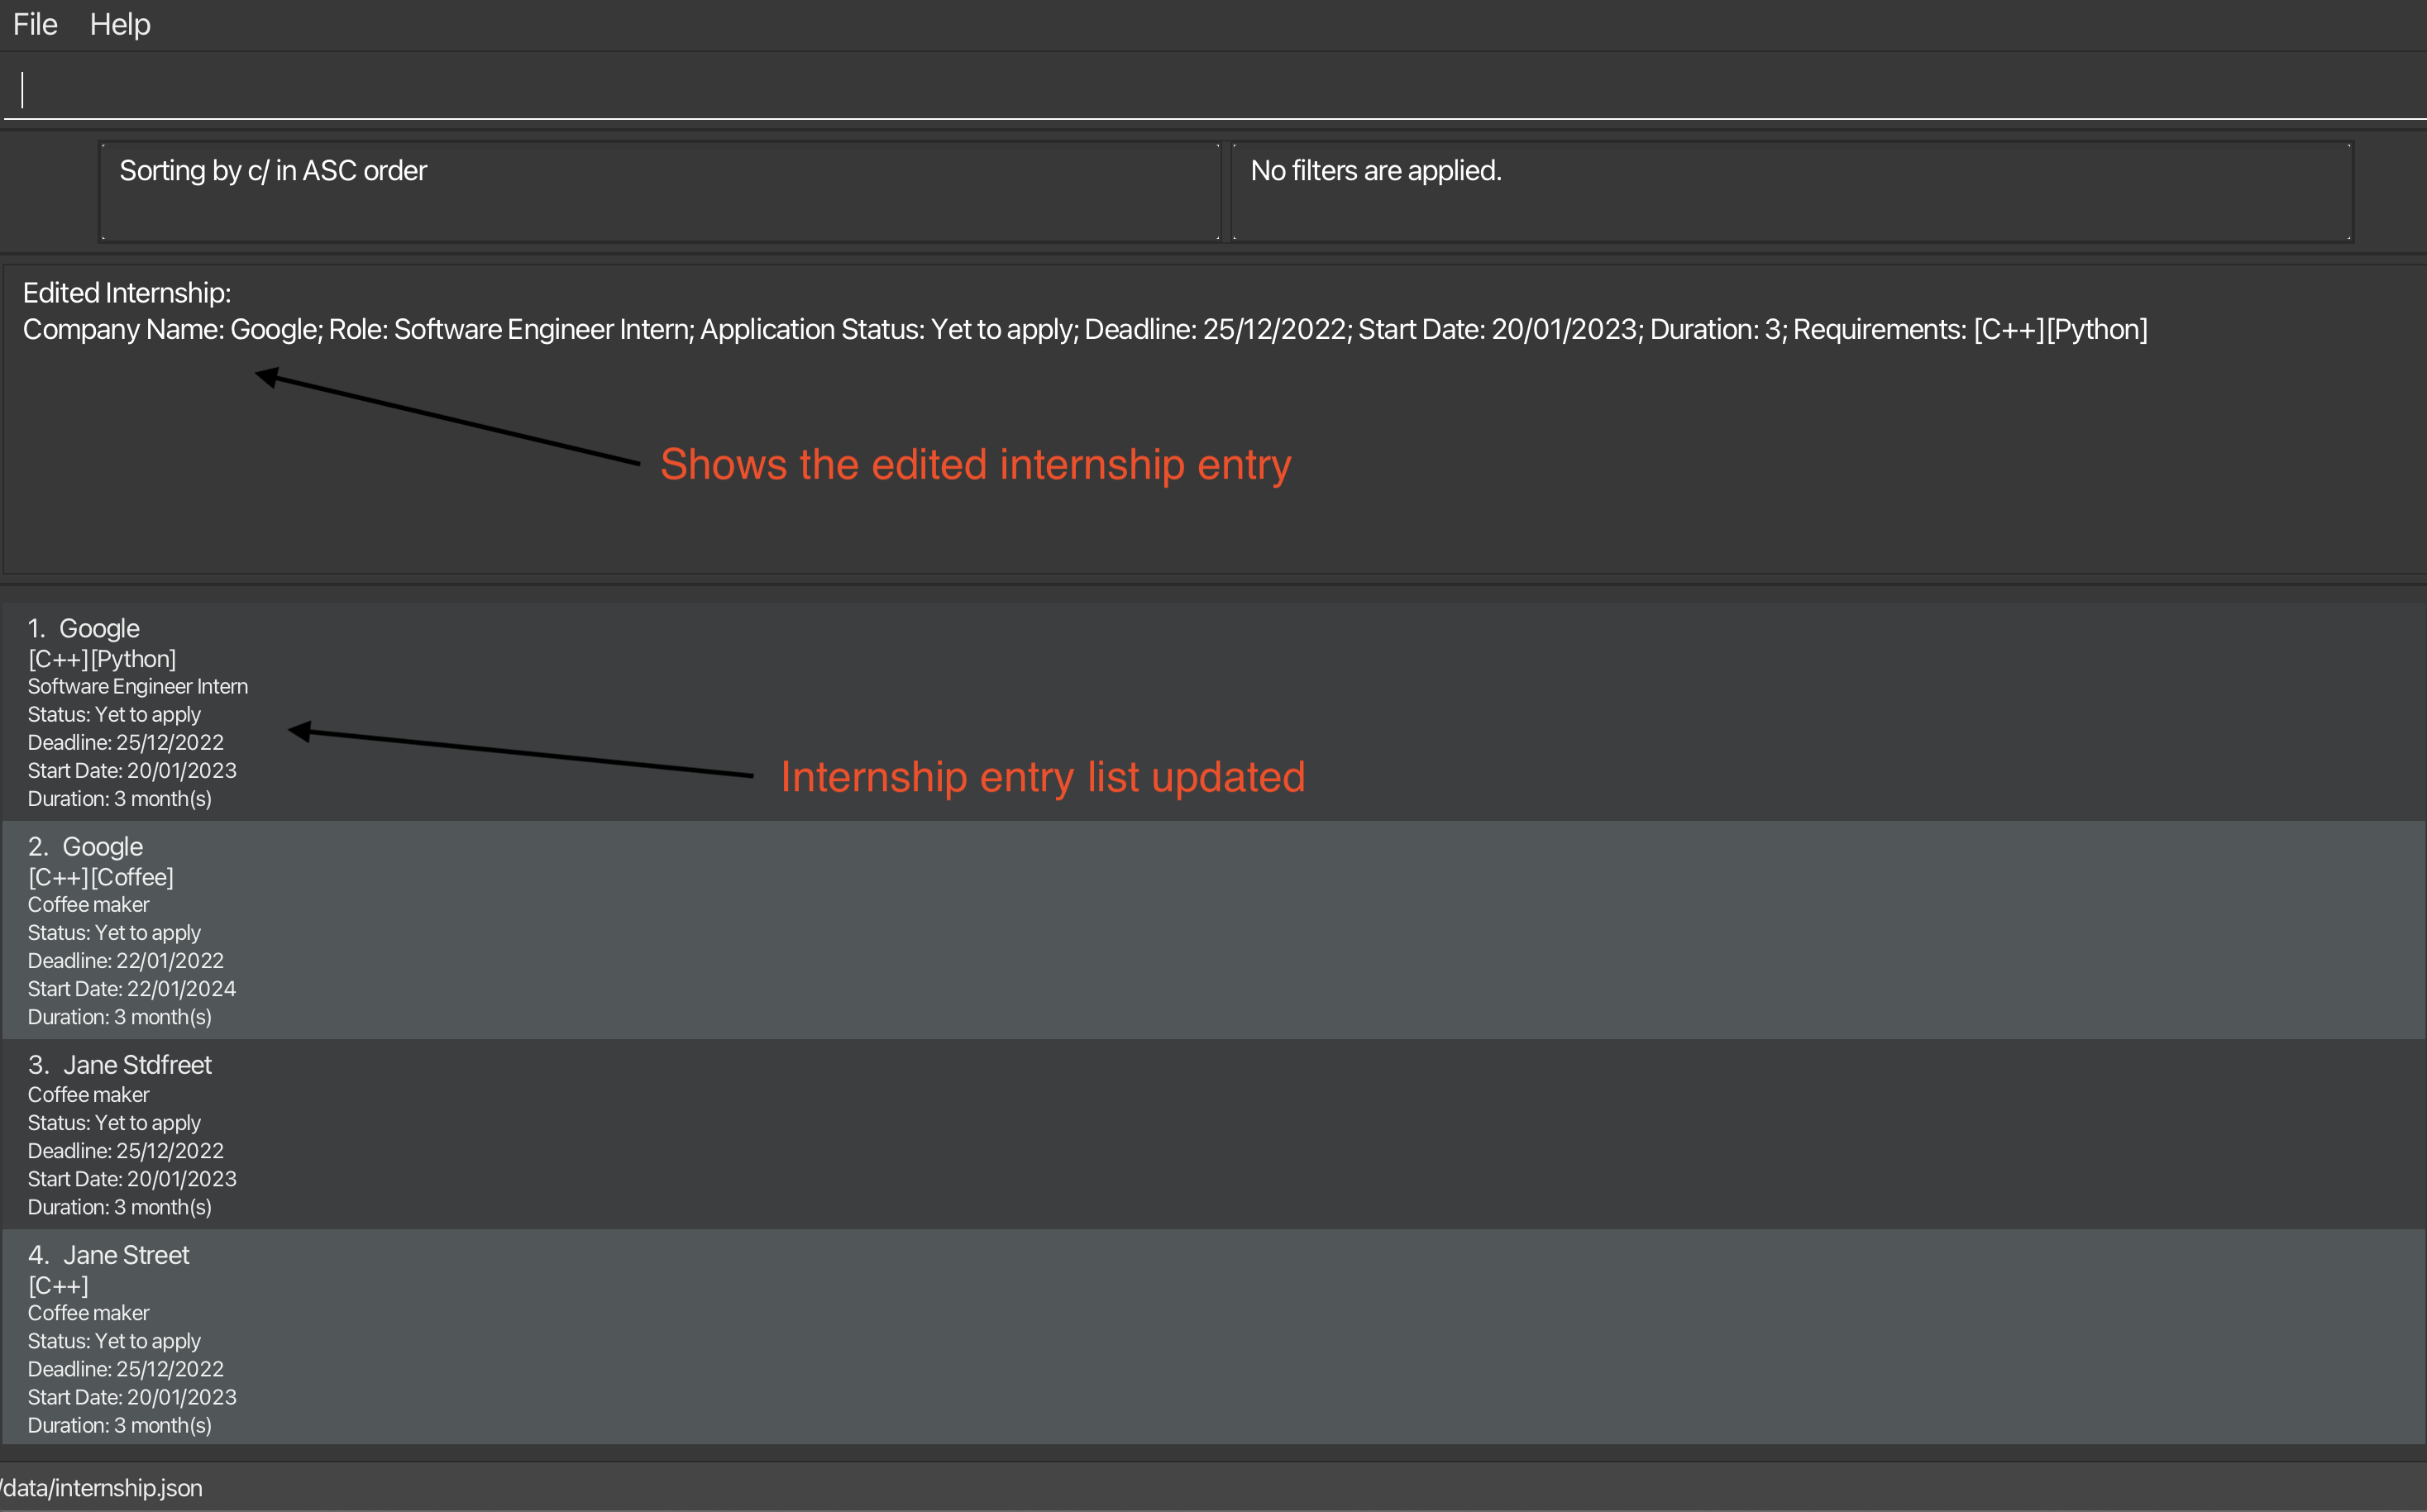 File Help
Sorting by c/ in ASC order
No filters are applied.
Edited Internship:
Company Name: Google; Role: Software Engineer Intern; Application Status: Yet to apply; Deadline: 25/12/2022; Start Date: 20/01/2023; Duration: 3; Requirements: [C++][Python]
Shows the edited internship entry
1. Google
[C++][Python]
Software Engineer Intern
Status: Yet to apply
Deadline: 25/12/2022
Start Date: 20/01/2023
Duration: 3 month(s)
Internship entry list updated
2. Google
[C++][Coffee]
Coffee maker
Status: Yet to apply
Deadline: 22/01/2022
Start Date: 22/01/2024
Duration: 3 month(s)
3. Jane Stdfreet
Coffee maker
Status: Yet to apply
Deadline: 25/12/2022
Start Date: 20/01/2023
Duration: 3 month(s)
4. Jane Street
[C++]
Coffee maker
Status: Yet to apply
Deadline: 25/12/2022
Start Date: 20/01/2023
Duration: 3 month(s)
/data/internship.json